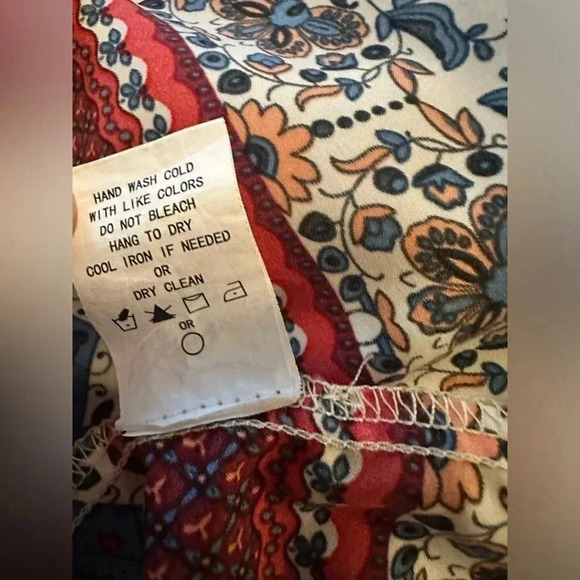 HAND WASH COLD
WITH LIKE COLORS
DO NOT BLEACH
HANG TO DRY
COOL IRON IF NEEDED
OR
DRY CLEAN
OR